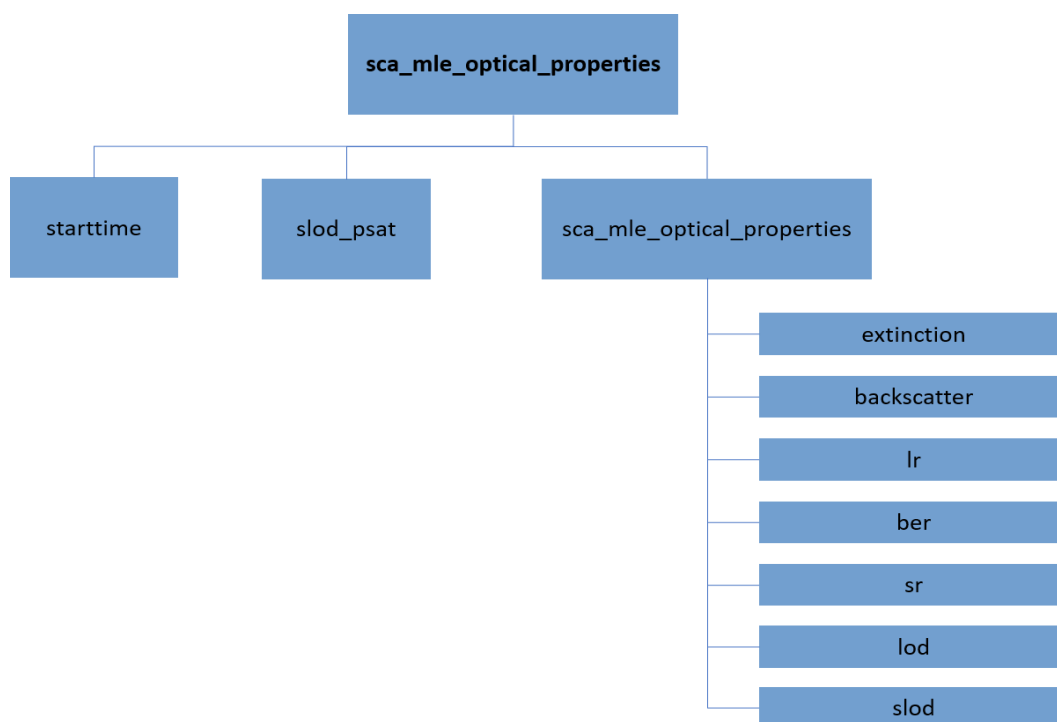 sca_mle_optical_properties
starttime
slod_psat
sca_mle_optical_properties
extinction
backscatter
lr
ber
sr
lod
slod